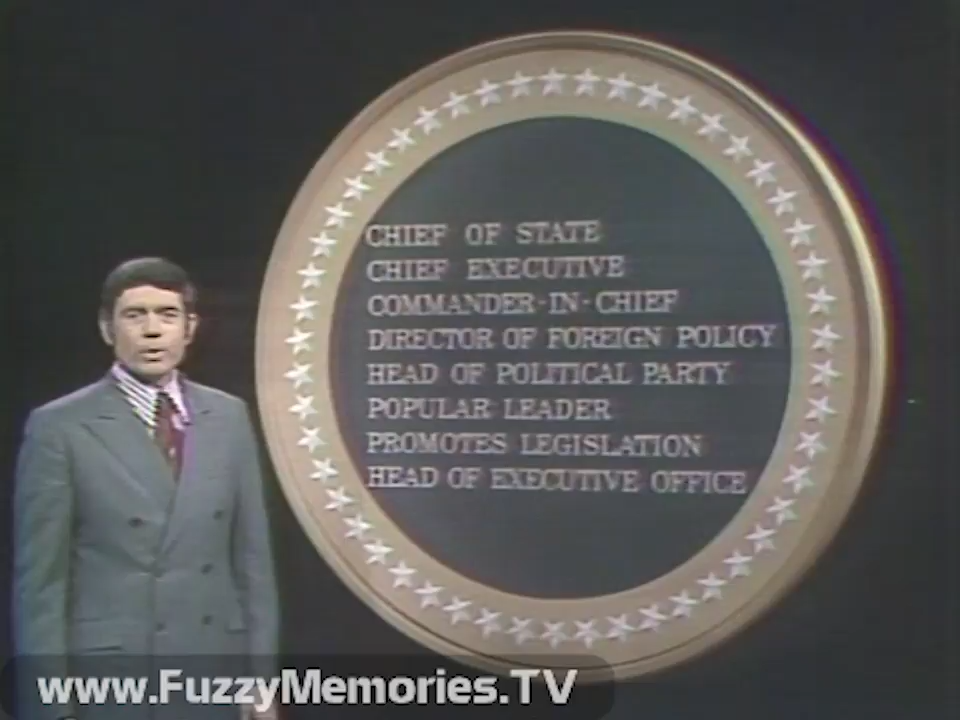 CHIEF OF STATE
CHIEF EXECUTIVE
COMMANDER-IN-CHIEF
DIRECTOR OF FOREIGN POLICY
HEAD OF POLITICAL PARTY
POPULAR LEADER
PROMOTES LEGISLATION
HEAD OF EXECUTIVE OFFICE
www.FuzzyMemories.TV